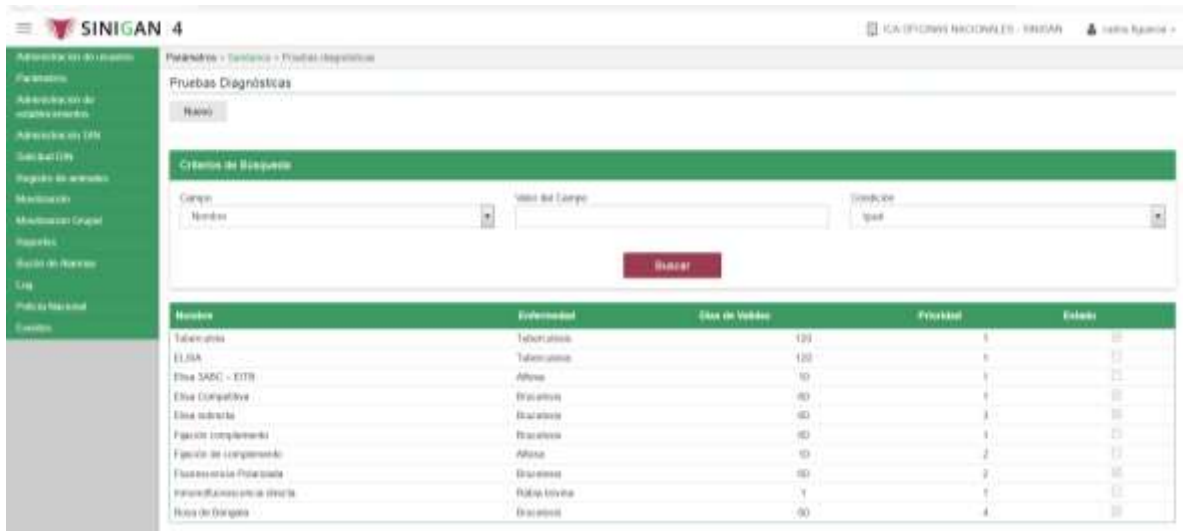 SINIGAN 4
ICA OFICINAS NACIONALES - SINIGAN
Administración de usuarios
Parámetros
Administración de establecimientos
Administración DIN
Solicitud DIN
Registro de animales
Movilización
Movilización Grupal
Reportes
Buzón de Alarmas
Log
Policía Nacional
Eventos
Parámetros > Sanitarios > Pruebas diagnósticas
Pruebas Diagnósticas
Nuevo
Criterios de Búsqueda
Campo Valor del Campo Condición
Nombre Igual
Buscar
Nombre Enfermedad Días de Validez Prioridad Estado
Tuberculina Tuberculosis 120 1
ELISA Tuberculosis 120 1
Elisa 3ABC - EITB Aftosa 10 1
Elisa Competitiva Brucelosis 60 1
Elisa indirecta Brucelosis 60 3
Fijación complemento Brucelosis 60 1
Fijación de complemento Aftosa 10 2
Fluorescencia Polarizada Brucelosis 60 2
Inmunofluorescencia directa Rabia bovina 1 1
Rosa de Bengala Brucelosis 60 4